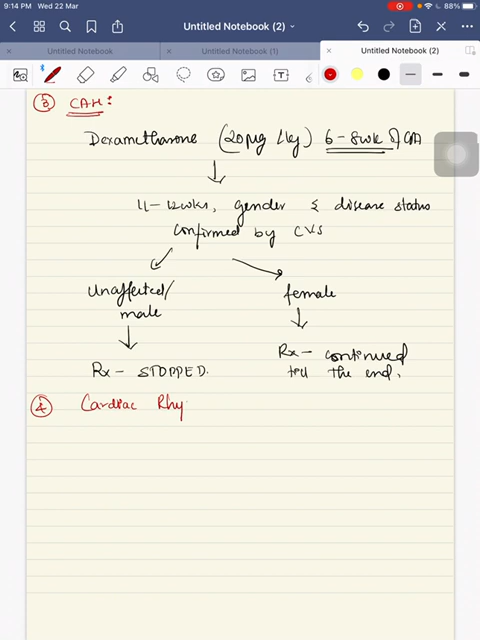 9:14 PM Wed 22 Mar
88%
Untitled Notebook (2)
Untitled Notebook
Untitled Notebook (1)
Untitled Notebook (2)
③ CAH:
Dexamethasone (20µg/kg) 6-8wk of GA
11-12wks, gender & disease status
confirmed by CVS
Unaffected/ female
male
Rx- continued
Rx- STOPPED. till the end.
④ Cardiac Rhy